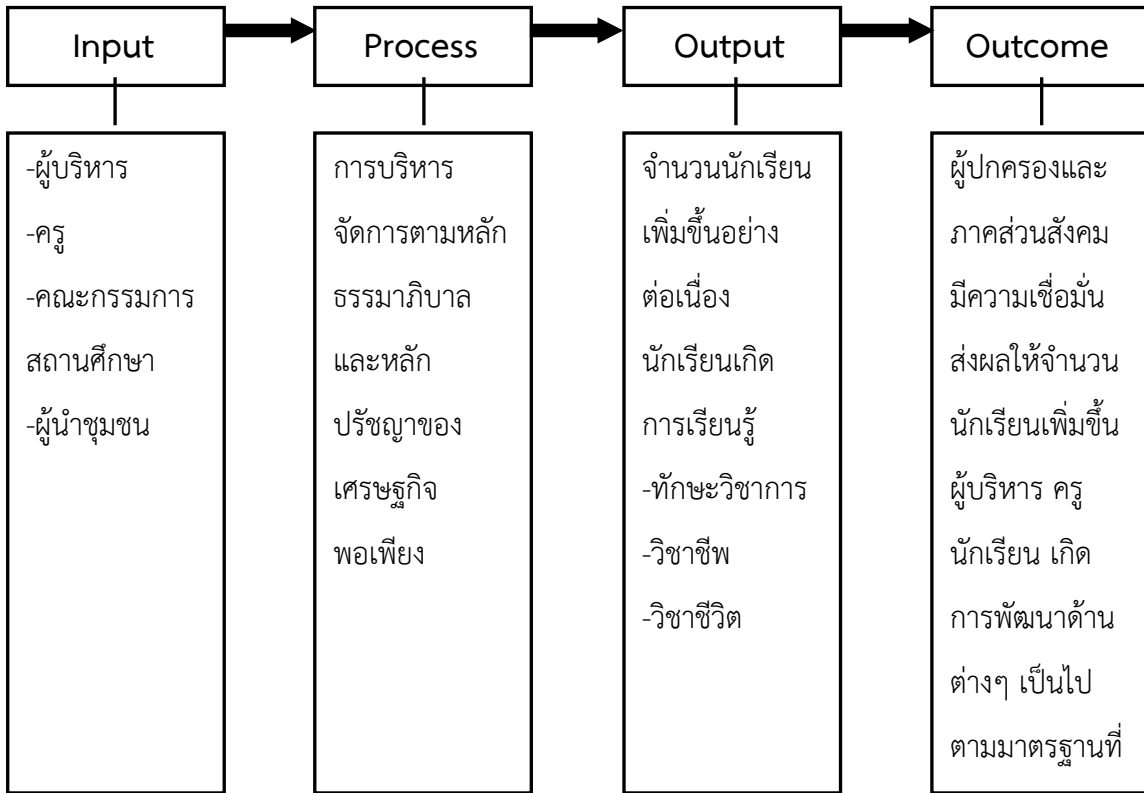 Input
Process
Output
Outcome
-ผู้บริหาร
-ครู
-คณะกรรมการ
สถานศึกษา
-ผู้นำชุมชน
การบริหาร
จัดการตามหลัก
ธรรมาภิบาล
และหลัก
ปรัชญาของ
เศรษฐกิจ
พอเพียง
จำนวนนักเรียน
เพิ่มขึ้นอย่าง
ต่อเนื่อง
นักเรียนเกิด
การเรียนรู้
-ทักษะวิชาการ
-วิชาชีพ
-วิชาชีวิต
ผู้ปกครองและ
ภาคส่วนสังคม
มีความเชื่อมั่น
ส่งผลให้จำนวน
นักเรียนเพิ่มขึ้น
ผู้บริหาร ครู
นักเรียน เกิด
การพัฒนาด้าน
ต่างๆ เป็นไป
ตามมาตรฐานที่